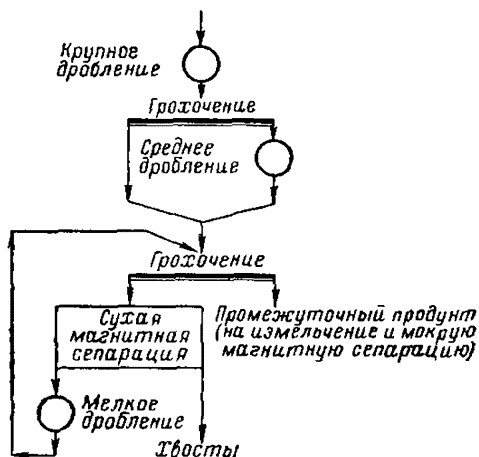 Крупное
дробление
Грохочение
Среднее
дробление
Грохочение
Сухая
магнитная
сепарация
Промежуточный продукт
(на измельчение и мокрую
магнитную сепарацию)
Мелкое
дробление
Хвосты